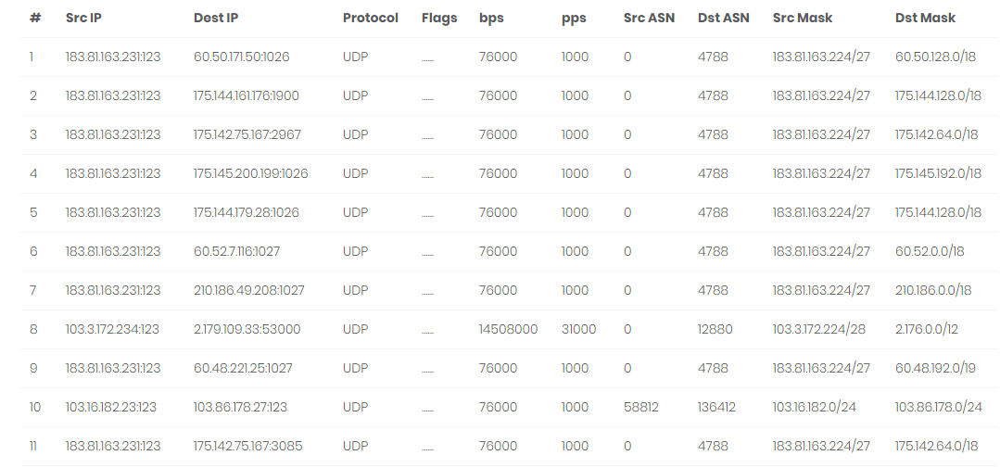 # Src IP Dest IP Protocol Flags bps pps Src ASN Dst ASN Src Mask Dst Mask
1 183.81.163.231:123 60.50.171.50:1026 UDP ...... 76000 1000 0 4788 183.81.163.224/27 60.50.128.0/18
2 183.81.163.231:123 175.144.161.176:1900 UDP ...... 76000 1000 0 4788 183.81.163.224/27 175.144.128.0/18
3 183.81.163.231:123 175.142.75.167:2967 UDP ...... 76000 1000 0 4788 183.81.163.224/27 175.142.64.0/18
4 183.81.163.231:123 175.145.200.199:1026 UDP ...... 76000 1000 0 4788 183.81.163.224/27 175.145.192.0/18
5 183.81.163.231:123 175.144.179.28:1026 UDP ...... 76000 1000 0 4788 183.81.163.224/27 175.144.128.0/18
6 183.81.163.231:123 60.52.7.116:1027 UDP ...... 76000 1000 0 4788 183.81.163.224/27 60.52.0.0/18
7 183.81.163.231:123 210.186.49.208:1027 UDP ...... 76000 1000 0 4788 183.81.163.224/27 210.186.0.0/18
8 103.3.172.234:123 2.179.109.33:53000 UDP ...... 14508000 31000 0 12880 103.3.172.224/28 2.176.0.0/12
9 183.81.163.231:123 60.48.221.25:1027 UDP ...... 76000 1000 0 4788 183.81.163.224/27 60.48.192.0/19
10 103.16.182.23:123 103.86.178.27:123 UDP ...... 76000 1000 58812 136412 103.16.182.0/24 103.86.178.0/24
11 183.81.163.231:123 175.142.75.167:3085 UDP ...... 76000 1000 0 4788 183.81.163.224/27 175.142.64.0/18